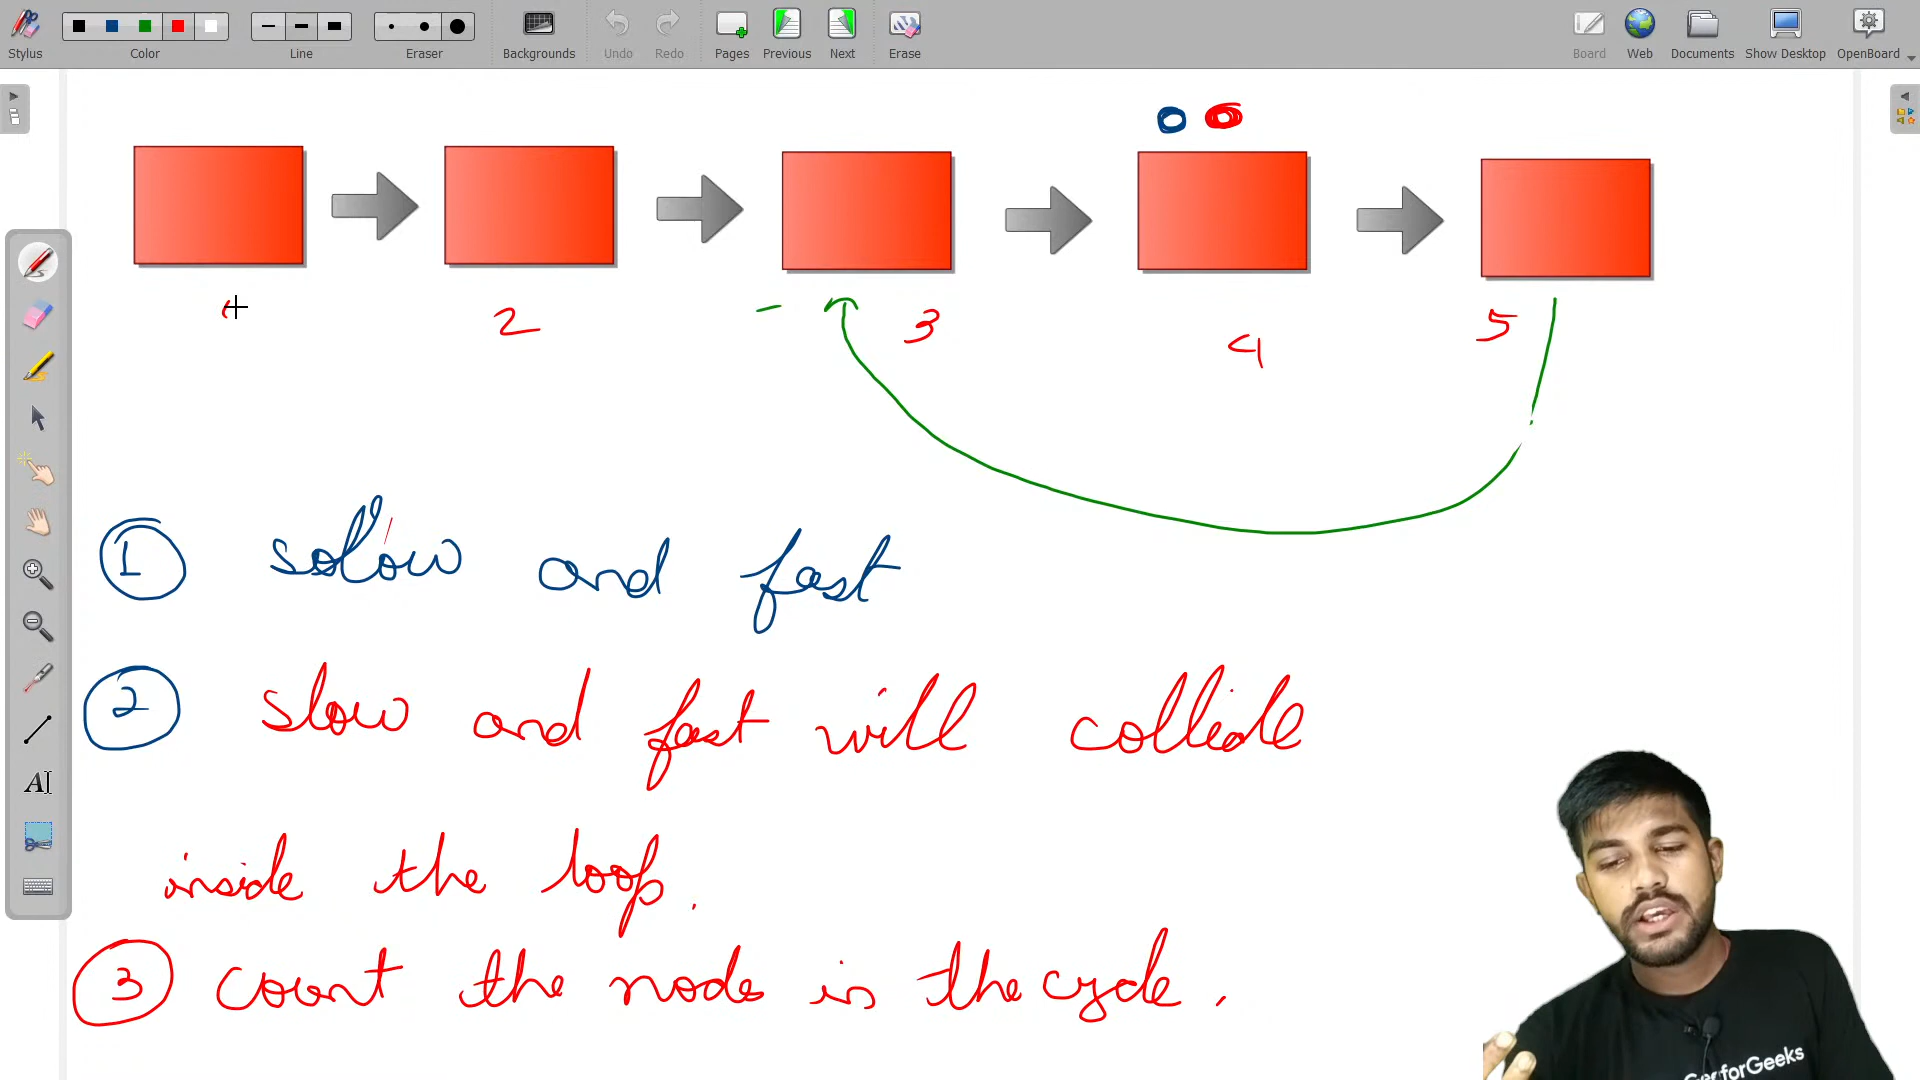 Stylus Color Line Eraser Backgrounds Undo Redo Pages Previous Next Erase Board Web Documents Show Desktop OpenBoard
2 3 4 5
1 slow and fast
2 slow and fast will collide
inside the loop.
3 count the nodes in the cycle.
forGeeks